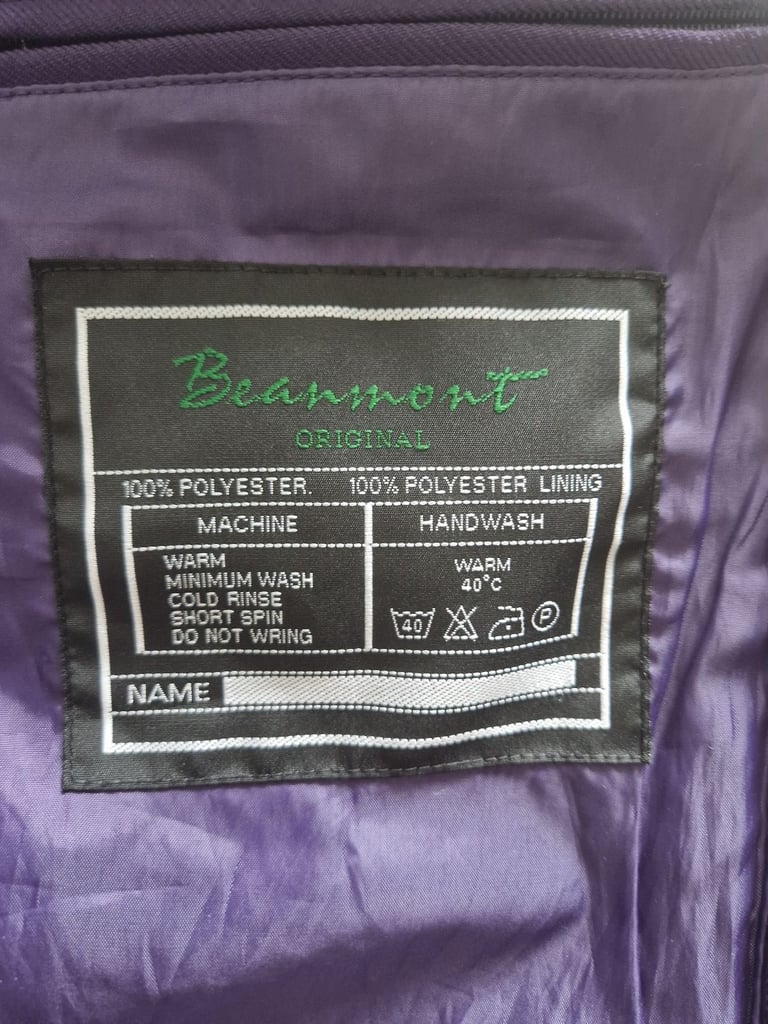 Beaumont
ORIGINAL
100% POLYESTER. 100% POLYESTER LINING
MACHINE
WARM
MINIMUM WASH
COLD RINSE
SHORT SPIN
DO NOT WRING
HANDWASH
WARM
40°C
40 P
NAME